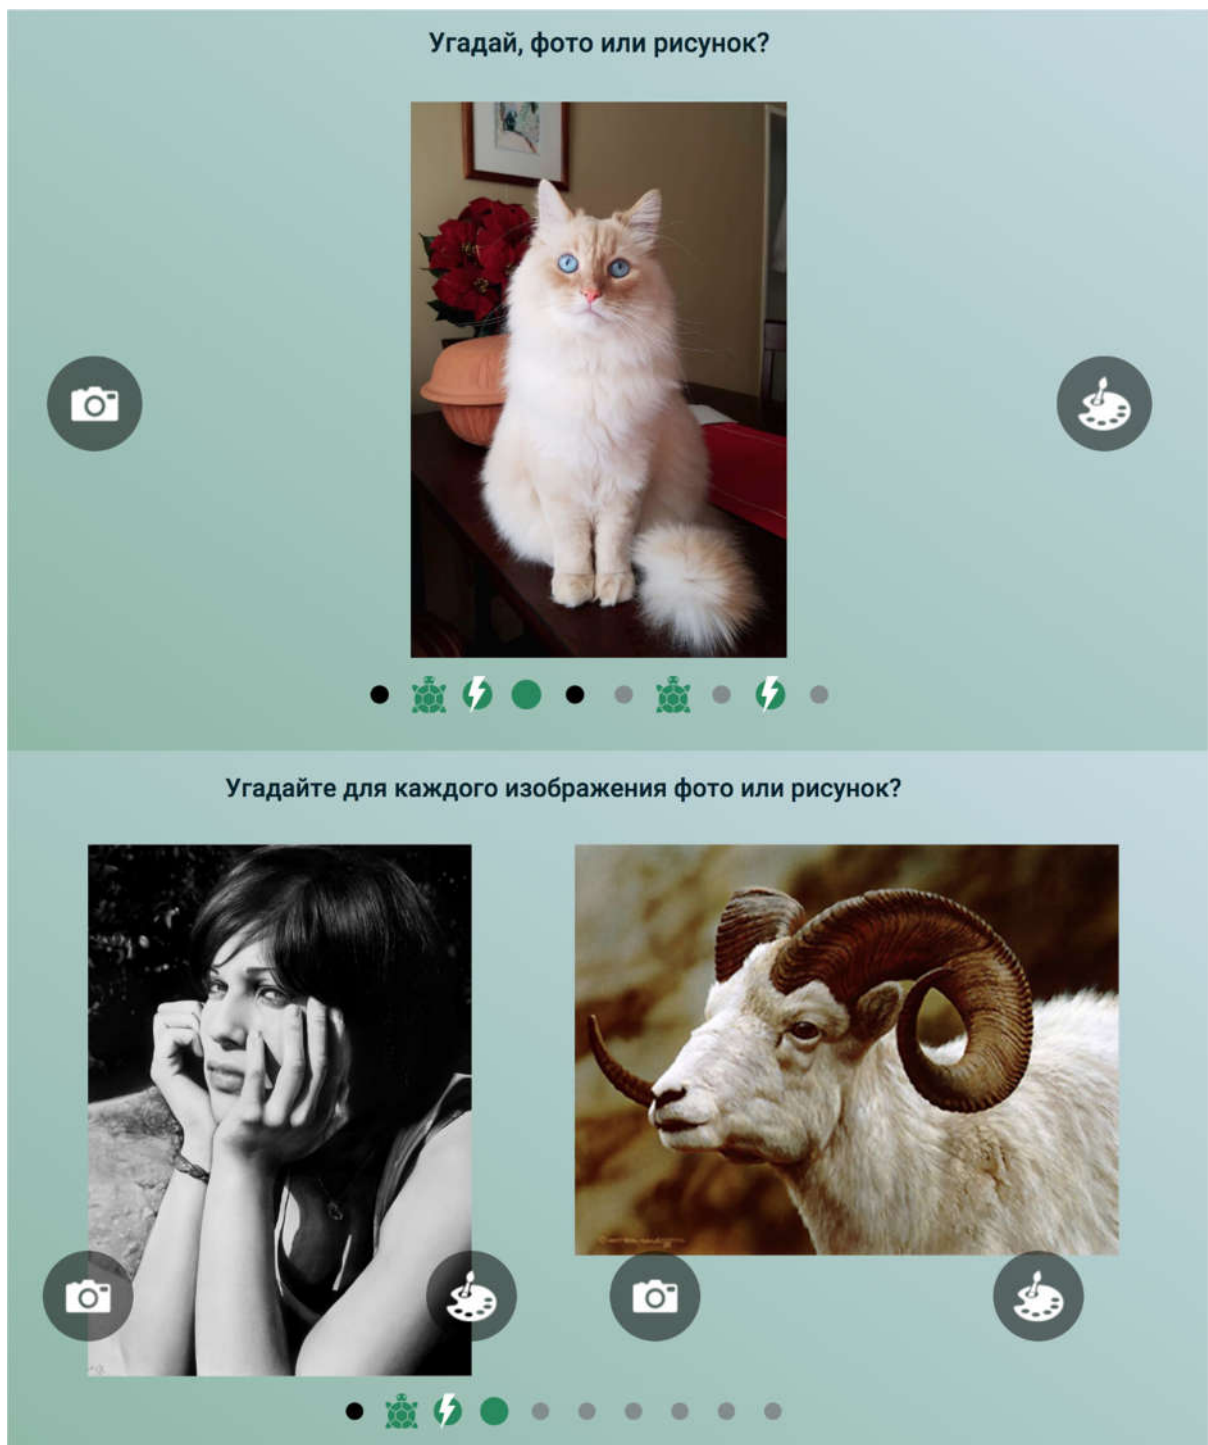 Угадай, фото или рисунок?
Угадайте для каждого изображения фото или рисунок?